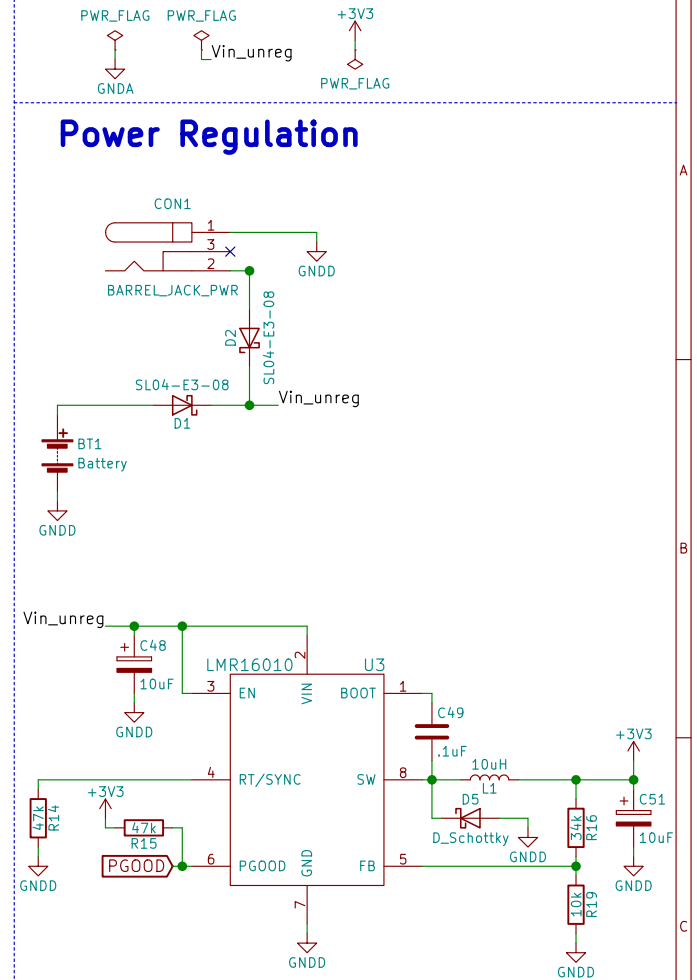 PWR_FLAG PWR_FLAG +3V3
Vin_unreg
GNDA PWR_FLAG
Power Regulation
A
CON1
1
3
2
GNDD
BARREL_JACK_PWR
D2
SL04-E3-08
SL04-E3-08
Vin_unreg
D1
+
BT1
Battery
GNDD
B
Vin_unreg
+ C48
10uF
GNDD
LMR16010 U3
2
VIN
3 EN BOOT 1
C49
.1uF
+3V3
4 RT/SYNC SW 8
10uH
L1
47k
R14
GNDD
+3V3
47k
R15
D5
D_Schottky
GNDD
34k
R16
+ C51
10uF
GNDD
PGOOD 6 PGOOD GND FB 5
7
GNDD
10k
R19
GNDD
C